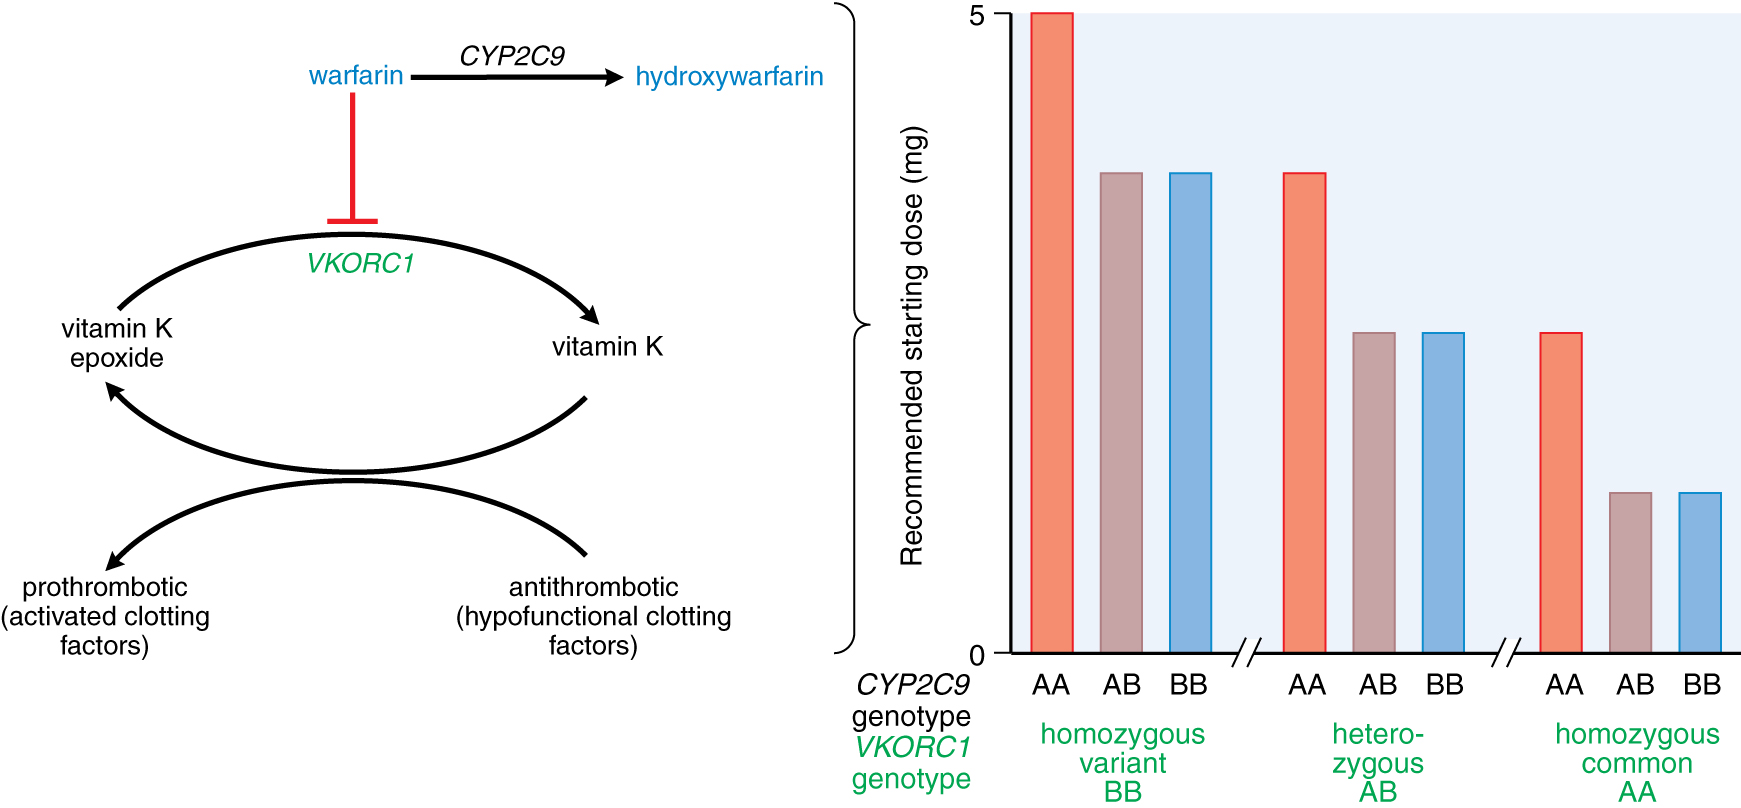 CYP2C9
warfarin
hydroxywarfarin
VKORC1
vitamin K
epoxide
vitamin K
prothrombotic
(activated clotting
factors)
antithrombotic
(hypofunctional clotting
factors)
Recommended starting dose (mg)
5
0
CYP2C9
genotype
AA AB BB AA AB BB AA AB BB
VKORC1
genotype
homozygous
variant
BB
hetero-
zygous
AB
homozygous
common
AA